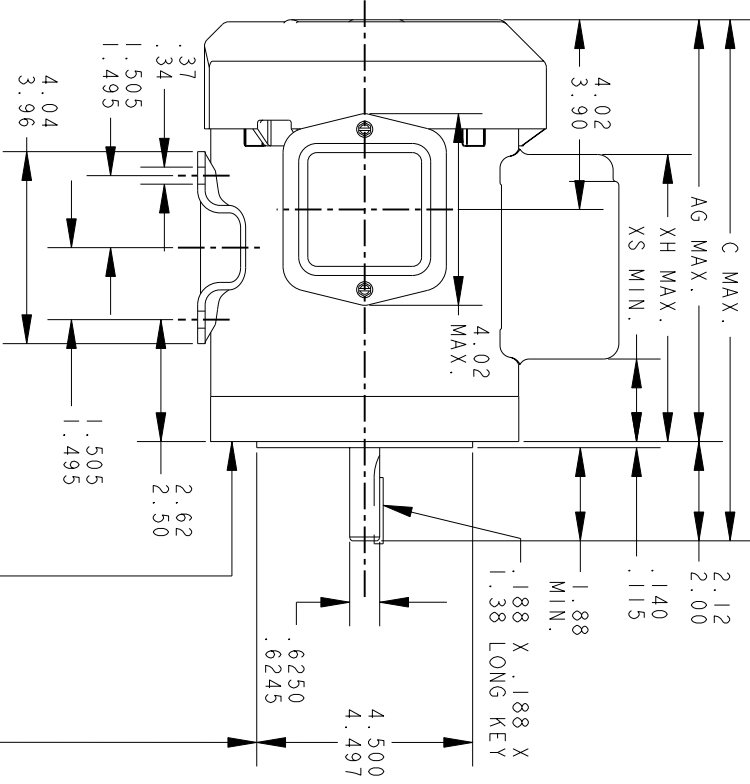 C MAX.
AG MAX.
XH MAX.
XS MIN.
4.02
3.90
.37
.34
1.505
1.495
4.04
3.96
4.02
MAX.
1.505
1.495
2.62
2.50
2.12
2.00
.140
.115
1.88
MIN.
.188 X .188 X
1.38 LONG KEY
.6250
.6245
4.500
4.497